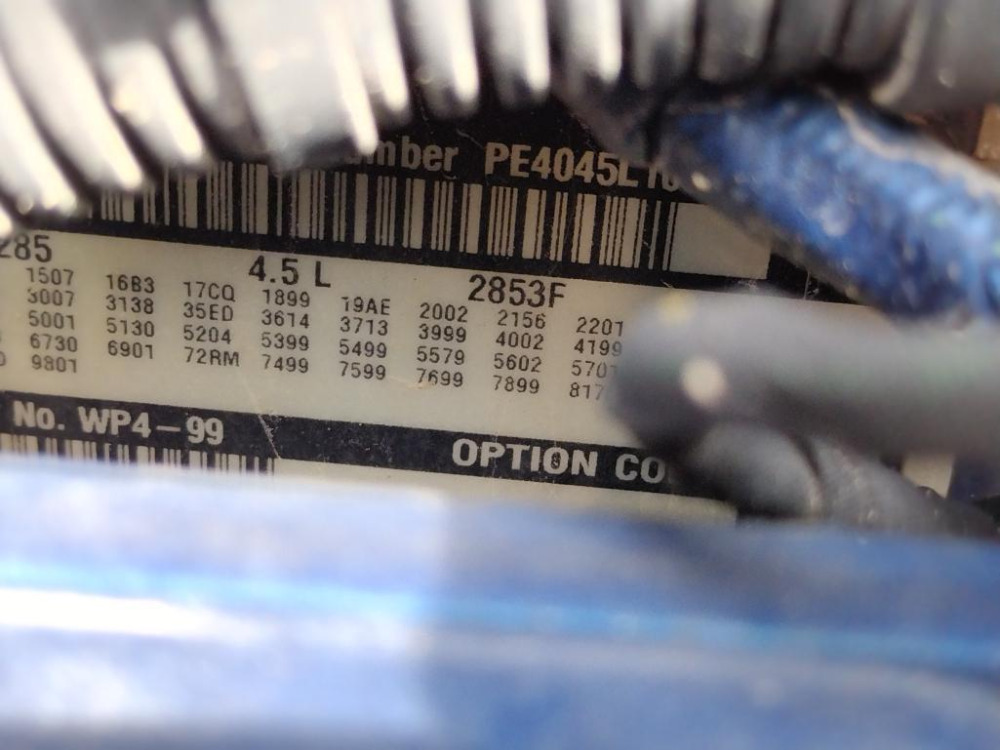 PE4045L
285 4.5 L 2853F
1507 16B3 17CQ 1899 19AE 2002 2156 2201
3007 3138 35ED 3614 3713 3999 4002 4199
5001 5130 5204 5399 5499 5579 5602
6730 6901 72RM 7499 7599 7699 7899
9801
No. WP4-99 OPTION